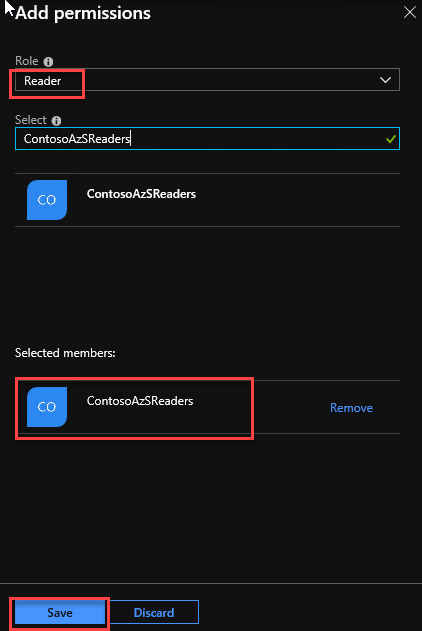 Add permissions
Role
Reader
Select
ContosoAzSReaders
CO ContosoAzSReaders
Selected members:
CO ContosoAzSReaders Remove
Save Discard